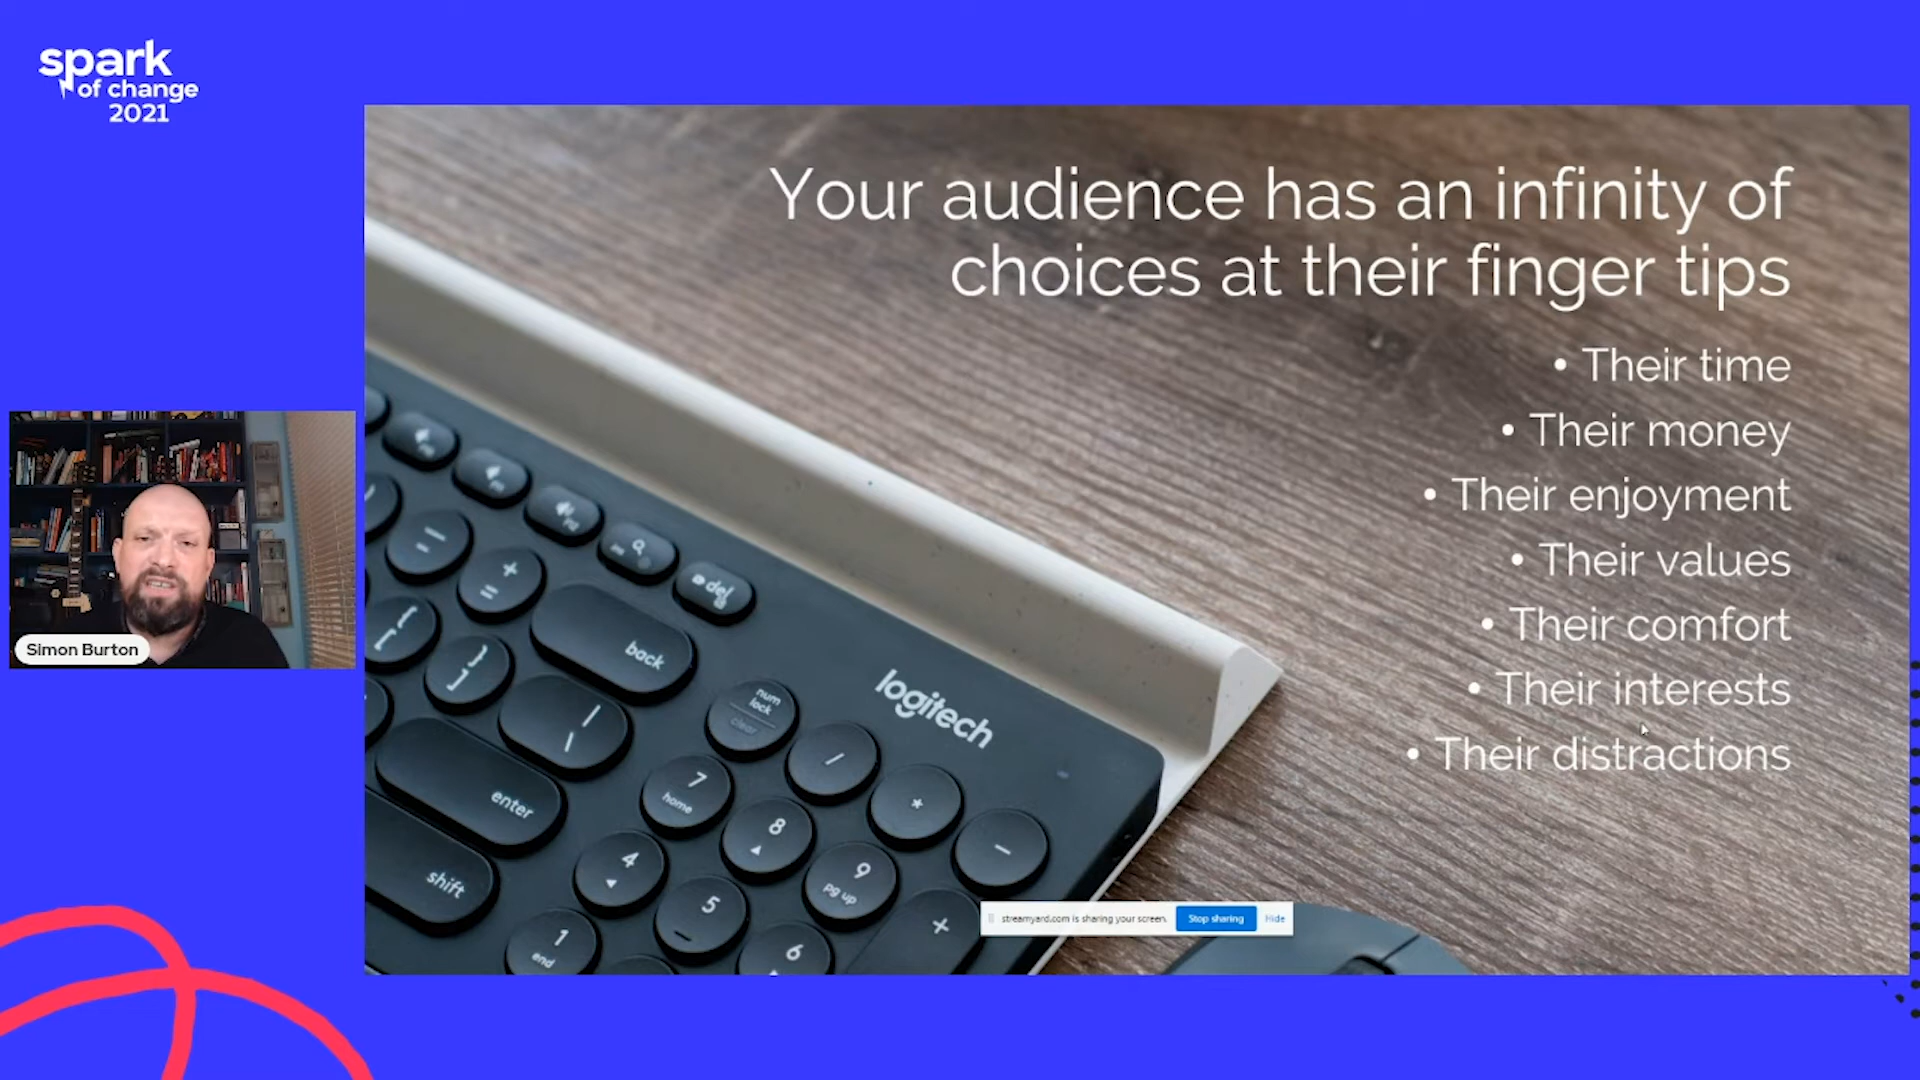 spark
of change
2021
Your audience has an infinity of
choices at their finger tips
• Their time
• Their money
• Their enjoyment
• Their values
• Their comfort
• Their interests
• Their distractions
Simon Burton
del
back
num
lock
clear
logitech
enter
shift
7
home
8
9
pg up
4
5
6
1
end
+
=
[
{
}
]
|
\
/
*
-
+
streamyard.com is sharing your screen.
Stop sharing
Hide